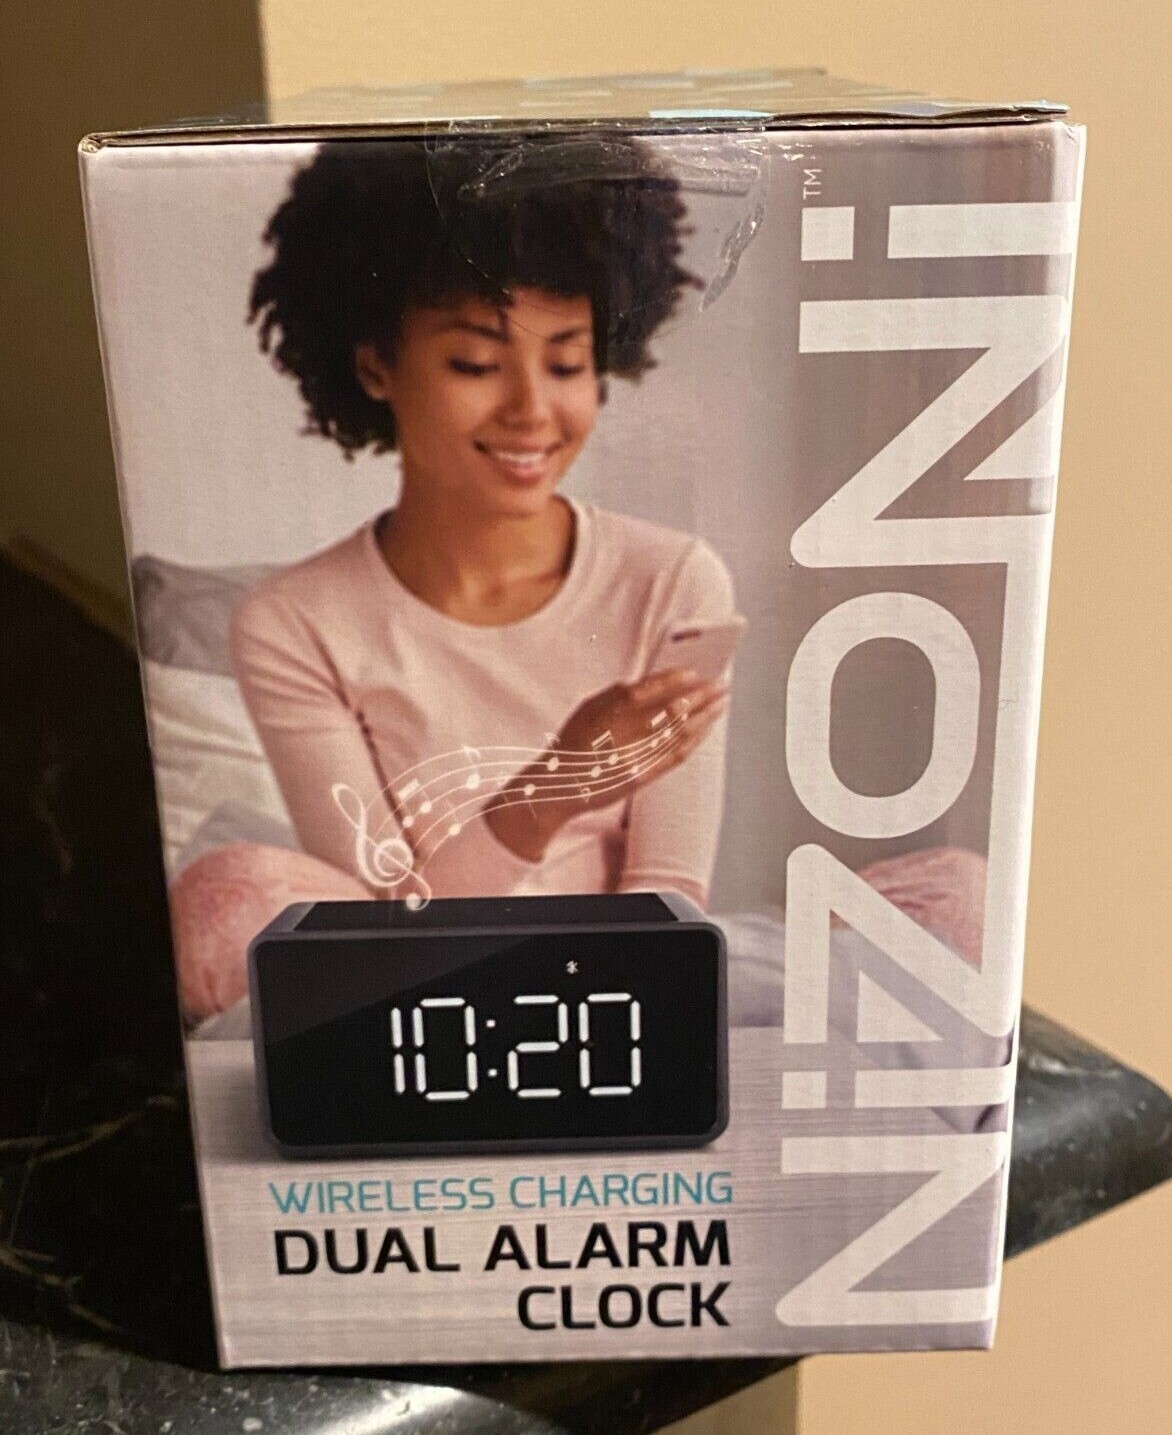 NiZONi™
10:20
WIRELESS CHARGING
DUAL ALARM
CLOCK